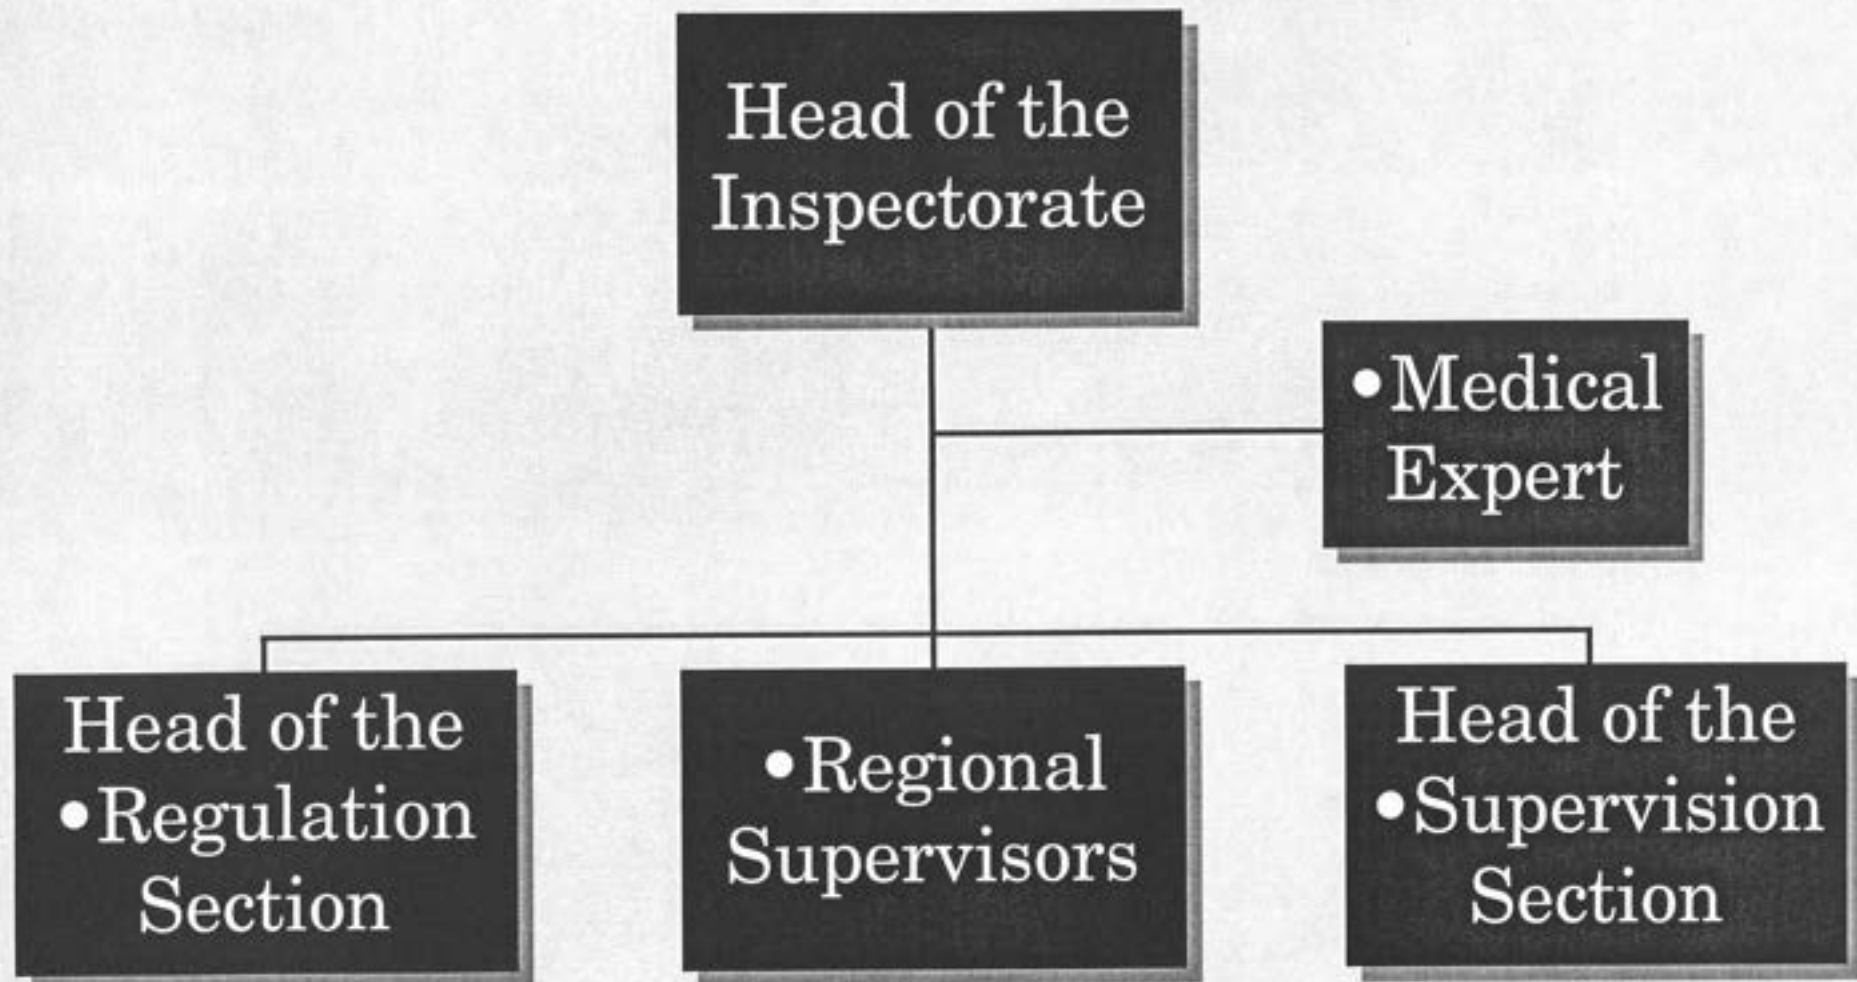 Head of the
Inspectorate
•Medical
Expert
Head of the
•Regulation
Section
•Regional
Supervisors
Head of the
•Supervision
Section